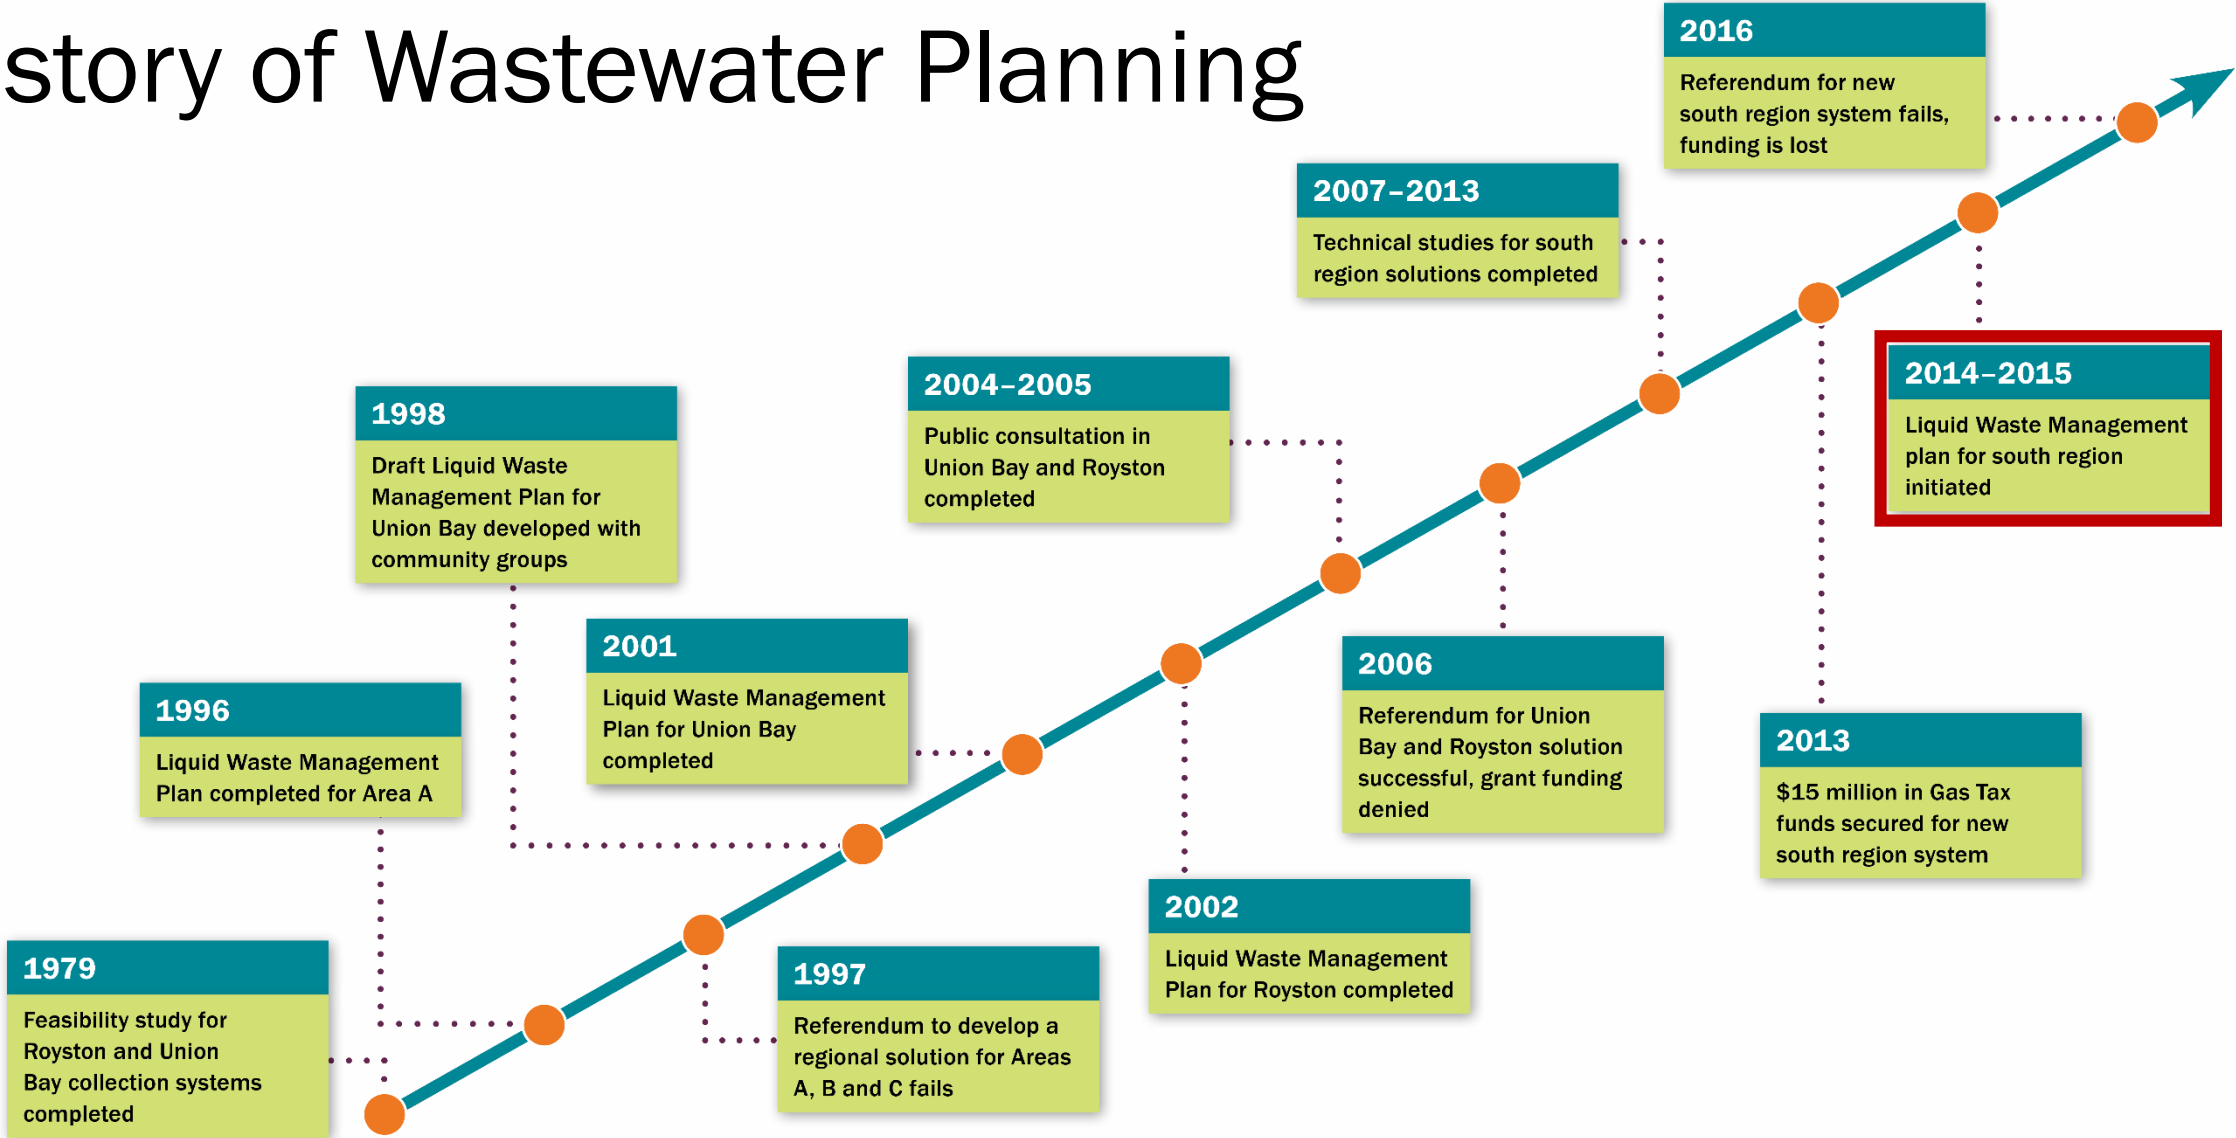 story of Wastewater Planning
2016
Referendum for new
south region system fails,
funding is lost
2007–2013
Technical studies for south
region solutions completed
2014–2015
Liquid Waste Management
plan for south region
initiated
2004–2005
Public consultation in
Union Bay and Royston
completed
1998
Draft Liquid Waste
Management Plan for
Union Bay developed with
community groups
2001
Liquid Waste Management
Plan for Union Bay
completed
2006
Referendum for Union
Bay and Royston solution
successful, grant funding
denied
1996
Liquid Waste Management
Plan completed for Area A
2013
$15 million in Gas Tax
funds secured for new
south region system
2002
Liquid Waste Management
Plan for Royston completed
1979
Feasibility study for
Royston and Union
Bay collection systems
completed
1997
Referendum to develop a
regional solution for Areas
A, B and C fails